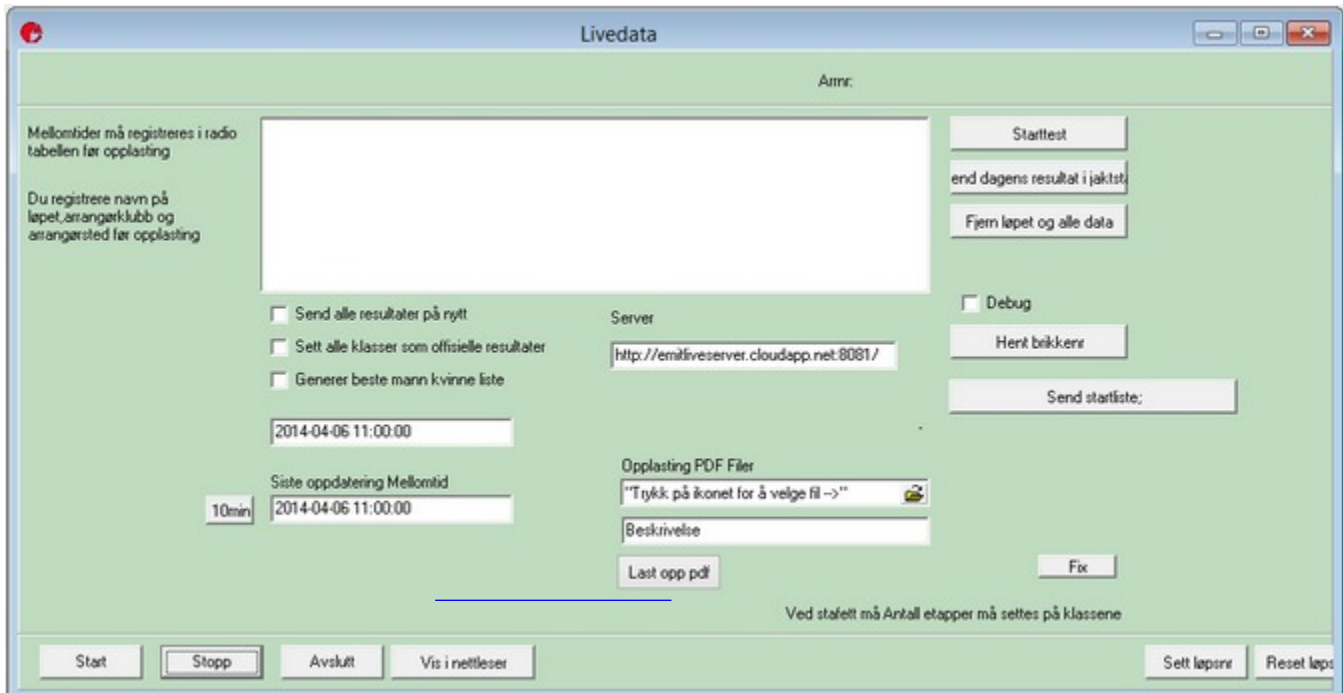 Livedata
Arrnr:
Mellomtider må registreres i radio
tabellen før opplasting
Du registrere navn på
løpet,arrangørklubb og
arrangørsted før opplasting
Starttest
end dagens resultat i jaktsta
Fjern løpet og alle data
Debug
Hent brikkenr
Send startliste;
Send alle resultater på nytt
Sett alle klasser som offisielle resultater
Generer beste mann kvinne liste
Server
http://emitliveserver.cloudapp.net:8081/
2014-04-06 11:00:00
Siste oppdatering Mellomtid
10min
2014-04-06 11:00:00
Opplasting PDF Filer
"Trykk på ikonet for å velge fil -->"
Beskrivelse
Last opp pdf
Fix
Ved stafett må Antall etapper må settes på klassene
Start
Stopp
Avslutt
Vis i nettleser
Sett løpsnr
Reset løps